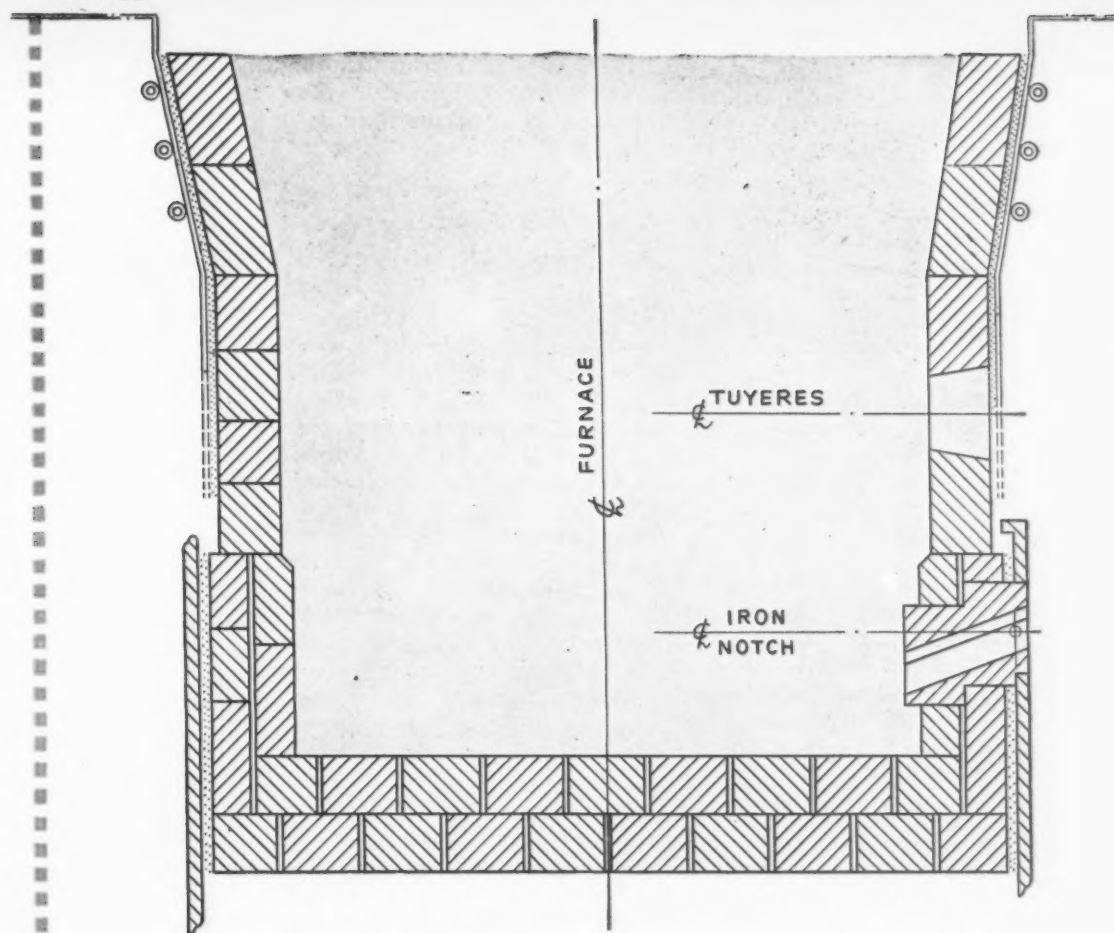 FURNACE
℄ TUYERES
℄ IRON
NOTCH
℄